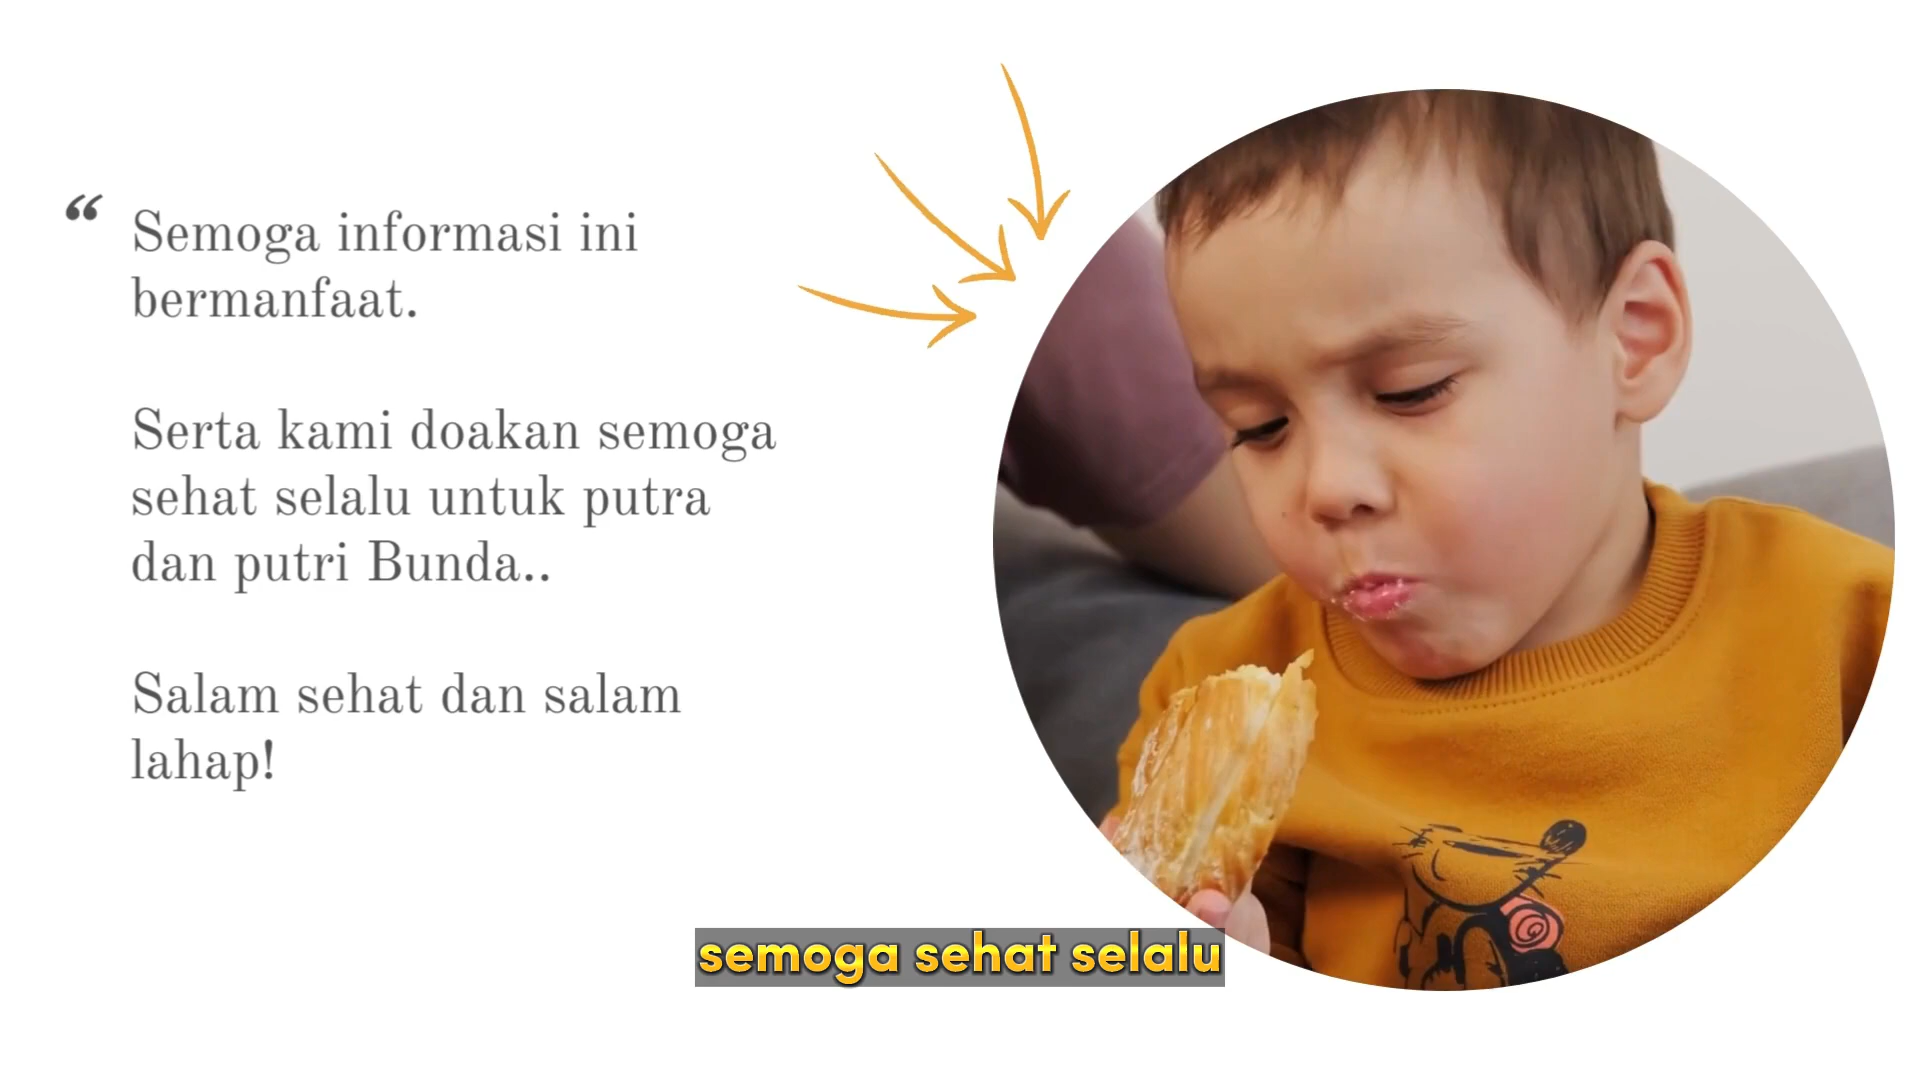 “ Semoga informasi ini
bermanfaat.
Serta kami doakan semoga
sehat selalu untuk putra
dan putri Bunda..
Salam sehat dan salam
lahap!
semoga sehat selalu